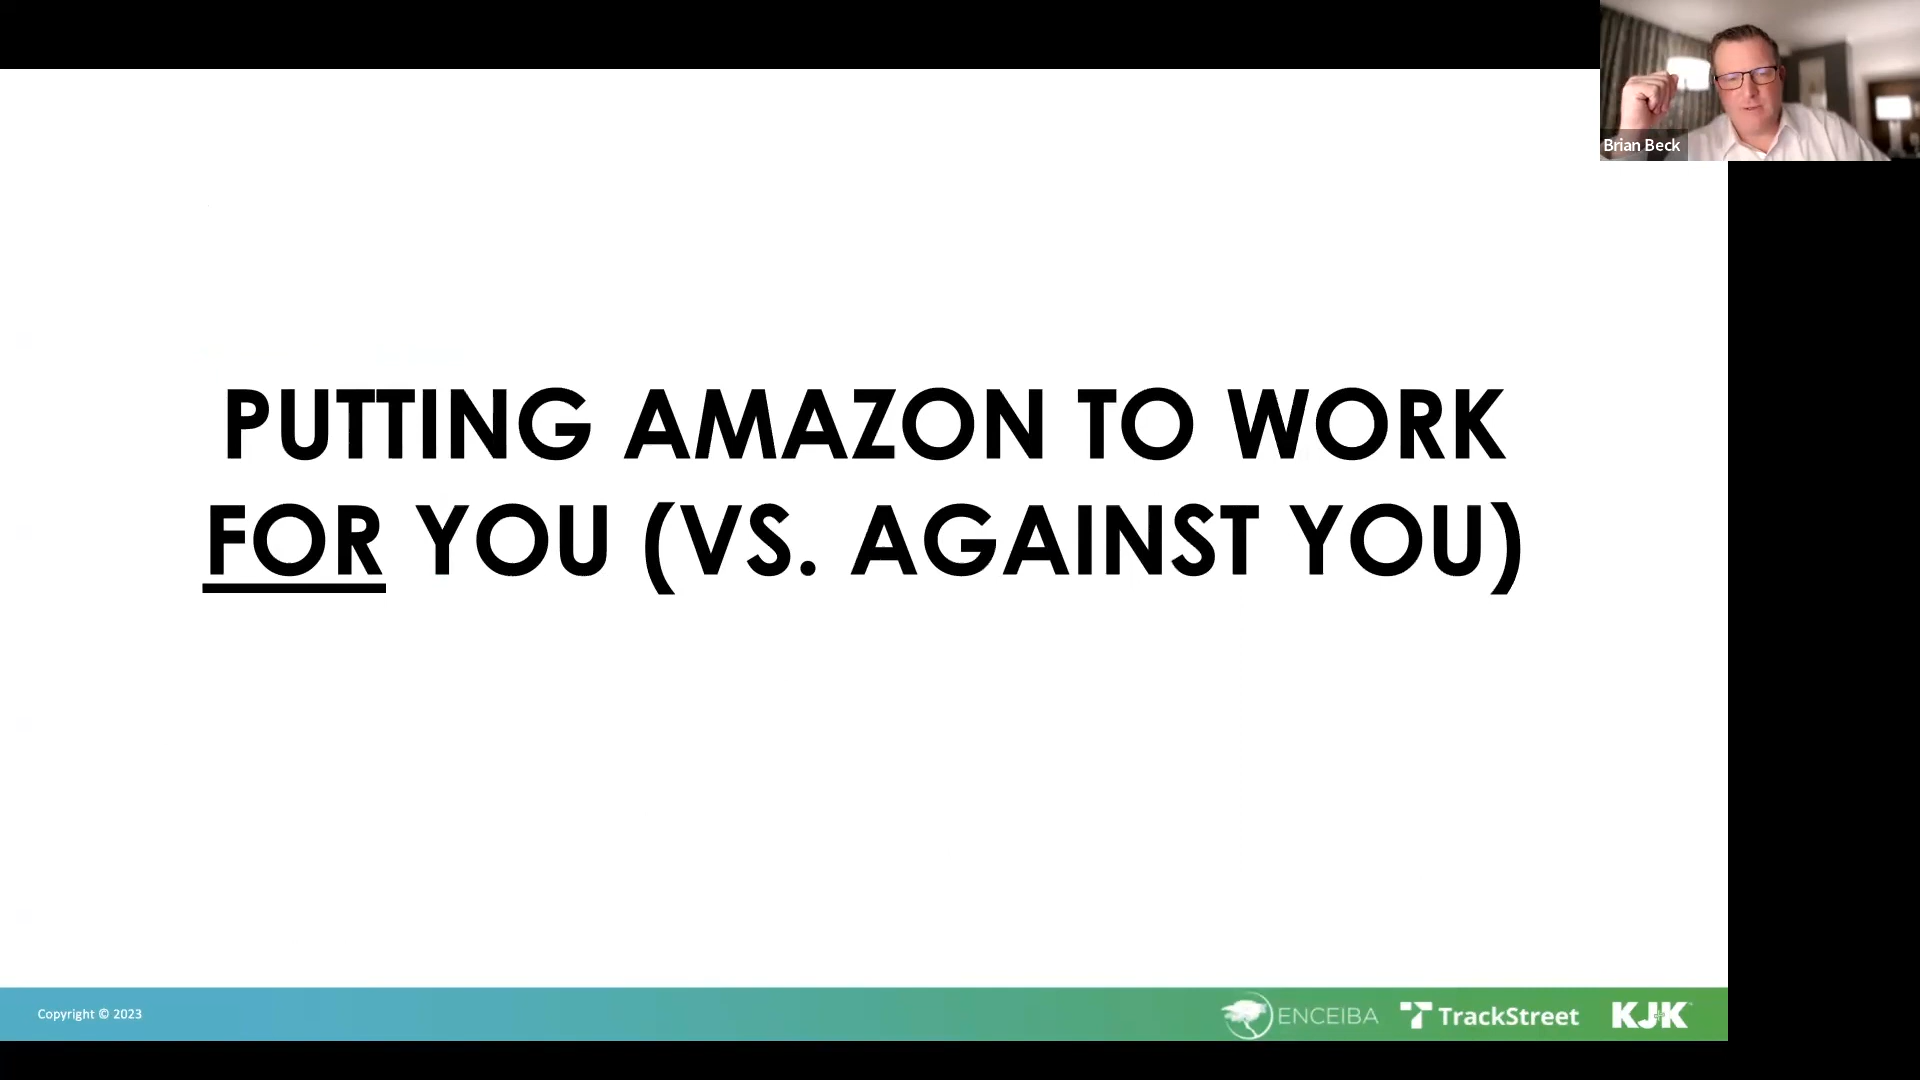 Brian Beck
PUTTING AMAZON TO WORK
FOR YOU (VS. AGAINST YOU)
Copyright © 2023
ENCEIBA
TrackStreet
KJK